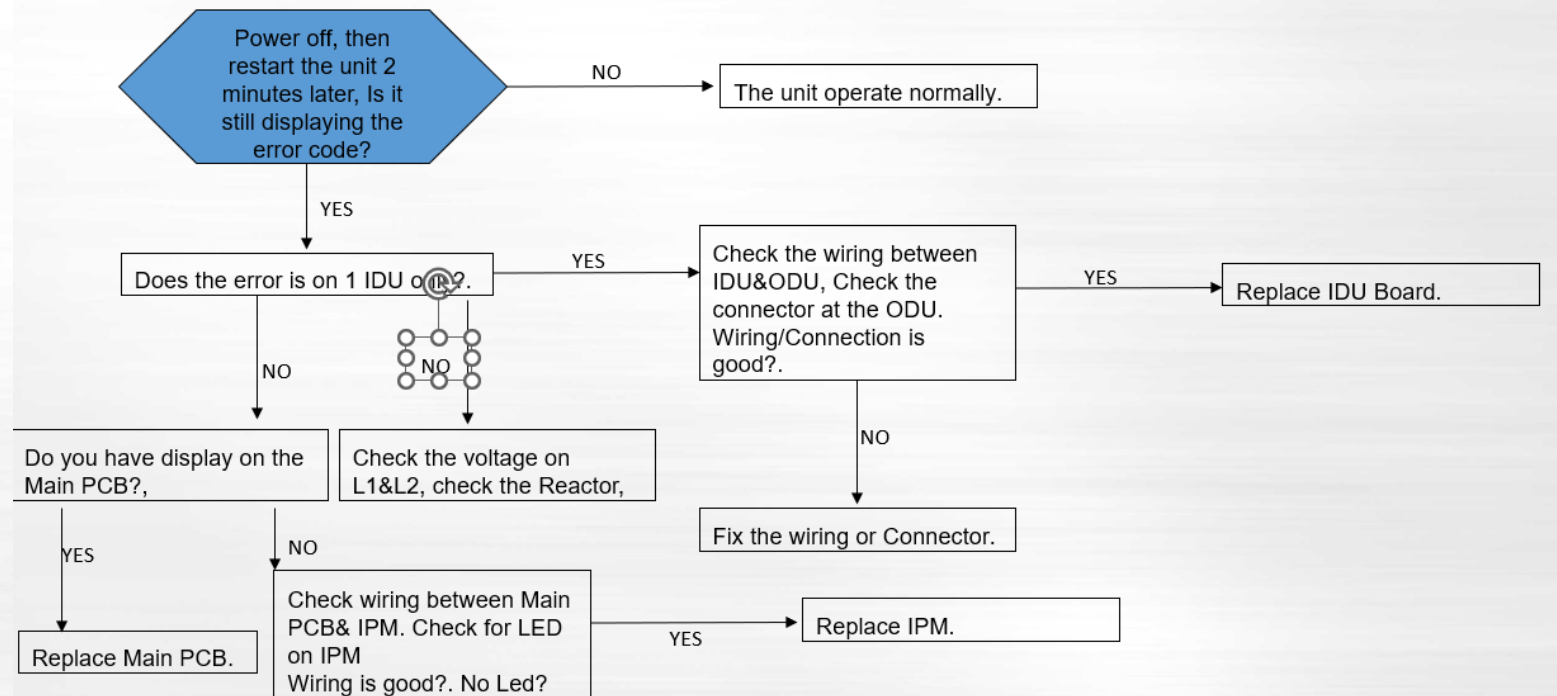 Power off, then
restart the unit 2
minutes later, Is it
still displaying the
error code?
NO
The unit operate normally.
YES
Does the error is on 1 IDU
YES
Check the wiring between
IDU&ODU, Check the
connector at the ODU.
Wiring/Connection is
good?.
YES
Replace IDU Board.
NO
NO
NO
Do you have display on the
Main PCB?,
Check the voltage on
L1&L2, check the Reactor,
Fix the wiring or Connector.
YES
NO
Check wiring between Main
PCB& IPM. Check for LED
on IPM
Wiring is good?. No Led?
YES
Replace IPM.
Replace Main PCB.